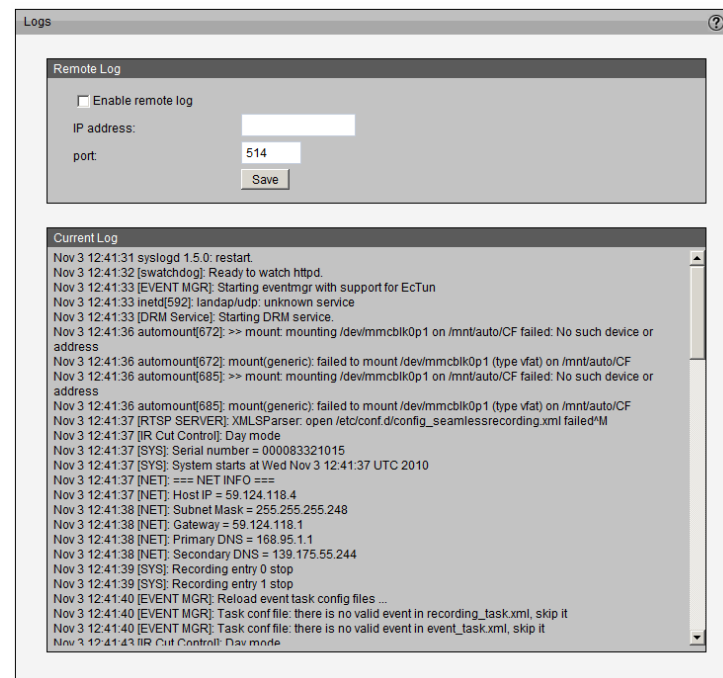 Logs
?
Remote Log
Enable remote log
IP address:
port:
514
Save
Current Log
Nov 3 12:41:31 syslogd 1.5.0: restart.
Nov 3 12:41:32 [swatchdog]: Ready to watch httpd.
Nov 3 12:41:33 [EVENT MGR]: Starting eventmgr with support for EcTun
Nov 3 12:41:33 inetd[592]: landap/udp: unknown service
Nov 3 12:41:33 [DRM Service]: Starting DRM service.
Nov 3 12:41:36 automount[672]: >> mount: mounting /dev/mmcblk0p1 on /mnt/auto/CF failed: No such device or
address
Nov 3 12:41:36 automount[672]: mount(generic): failed to mount /dev/mmcblk0p1 (type vfat) on /mnt/auto/CF
Nov 3 12:41:36 automount[685]: >> mount: mounting /dev/mmcblk0p1 on /mnt/auto/CF failed: No such device or
address
Nov 3 12:41:36 automount[685]: mount(generic): failed to mount /dev/mmcblk0p1 (type vfat) on /mnt/auto/CF
Nov 3 12:41:37 [RTSP SERVER]: XMLSParser: open /etc/conf.d/config_seamlessrecording.xml failed^M
Nov 3 12:41:37 [IR Cut Control]: Day mode
Nov 3 12:41:37 [SYS]: Serial number = 000083321015
Nov 3 12:41:37 [SYS]: System starts at Wed Nov 3 12:41:37 UTC 2010
Nov 3 12:41:37 [NET]: === NET INFO ===
Nov 3 12:41:37 [NET]: Host IP = 59.124.118.4
Nov 3 12:41:38 [NET]: Subnet Mask = 255.255.255.248
Nov 3 12:41:38 [NET]: Gateway = 59.124.118.1
Nov 3 12:41:38 [NET]: Primary DNS = 168.95.1.1
Nov 3 12:41:38 [NET]: Secondary DNS = 139.175.55.244
Nov 3 12:41:39 [SYS]: Recording entry 0 stop
Nov 3 12:41:39 [SYS]: Recording entry 1 stop
Nov 3 12:41:40 [EVENT MGR]: Reload event task config files ...
Nov 3 12:41:40 [EVENT MGR]: Task conf file: there is no valid event in recording_task.xml, skip it
Nov 3 12:41:40 [EVENT MGR]: Task conf file: there is no valid event in event_task.xml, skip it
Nov 3 12:41:43 [IR Cut Control]: Day mode